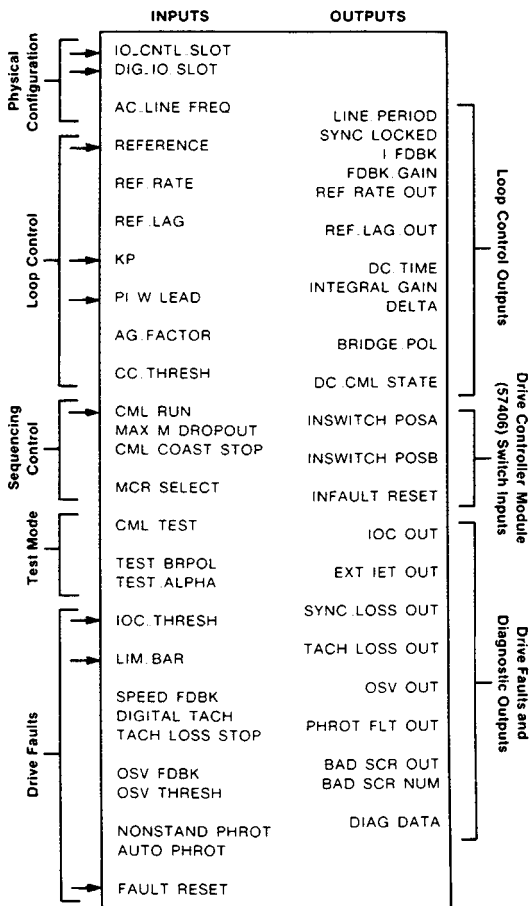 INPUTS
OUTPUTS
Physical
Configuration
IO_CNTL.SLOT
DIG.IO.SLOT
AC.LINE FREQ
Loop Control
REFERENCE
REF.RATE
REF.LAG
KP
PI W LEAD
AG.FACTOR
CC.THRESH
Sequencing
Control
CML RUN
MAX M DROPOUT
CML COAST STOP
MCR SELECT
Test Mode
CML TEST
TEST BRPOL
TEST.ALPHA
Drive Faults
IOC.THRESH
LIM.BAR
SPEED FDBK
DIGITAL TACH
TACH LOSS STOP
OSV FDBK
OSV THRESH
NONSTAND PHROT
AUTO PHROT
FAULT RESET
LINE.PERIOD
SYNC LOCKED
I FDBK
FDBK.GAIN
REF RATE OUT
REF.LAG OUT
DC.TIME
INTEGRAL GAIN
DELTA
BRIDGE.POL
DC.CML STATE
Loop Control Outputs
INSWITCH POSA
INSWITCH POSB
INFAULT RESET
Drive Controller Module
(57406) Switch Inputs
IOC OUT
EXT IET OUT
SYNC.LOSS OUT
TACH LOSS OUT
OSV OUT
PHROT FLT OUT
BAD SCR OUT
BAD SCR NUM
DIAG DATA
Drive Faults and
Diagnostic Outputs